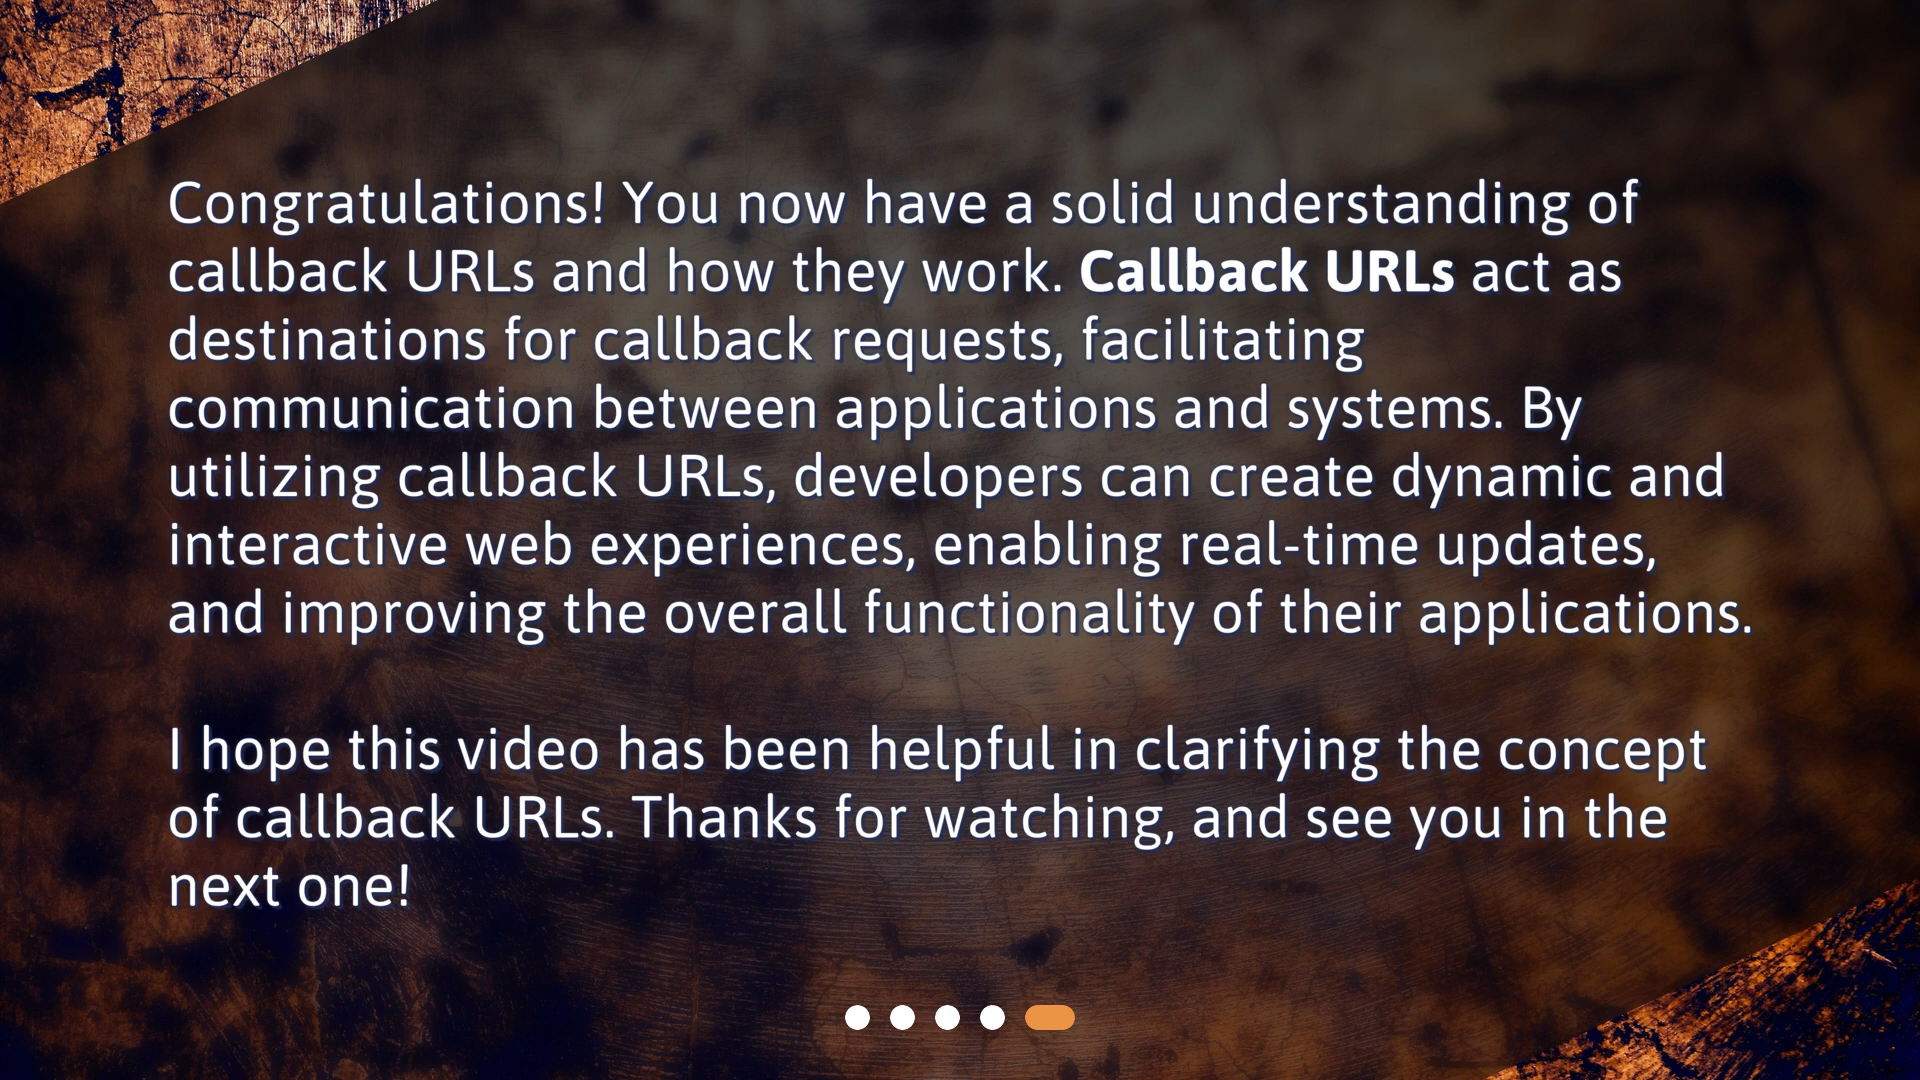 Congratulations! You now have a solid understanding of
callback URLs and how they work. Callback URLs act as
destinations for callback requests, facilitating
communication between applications and systems. By
utilizing callback URLs, developers can create dynamic and
interactive web experiences, enabling real-time updates,
and improving the overall functionality of their applications.
I hope this video has been helpful in clarifying the concept
of callback URLs. Thanks for watching, and see you in the
next one!